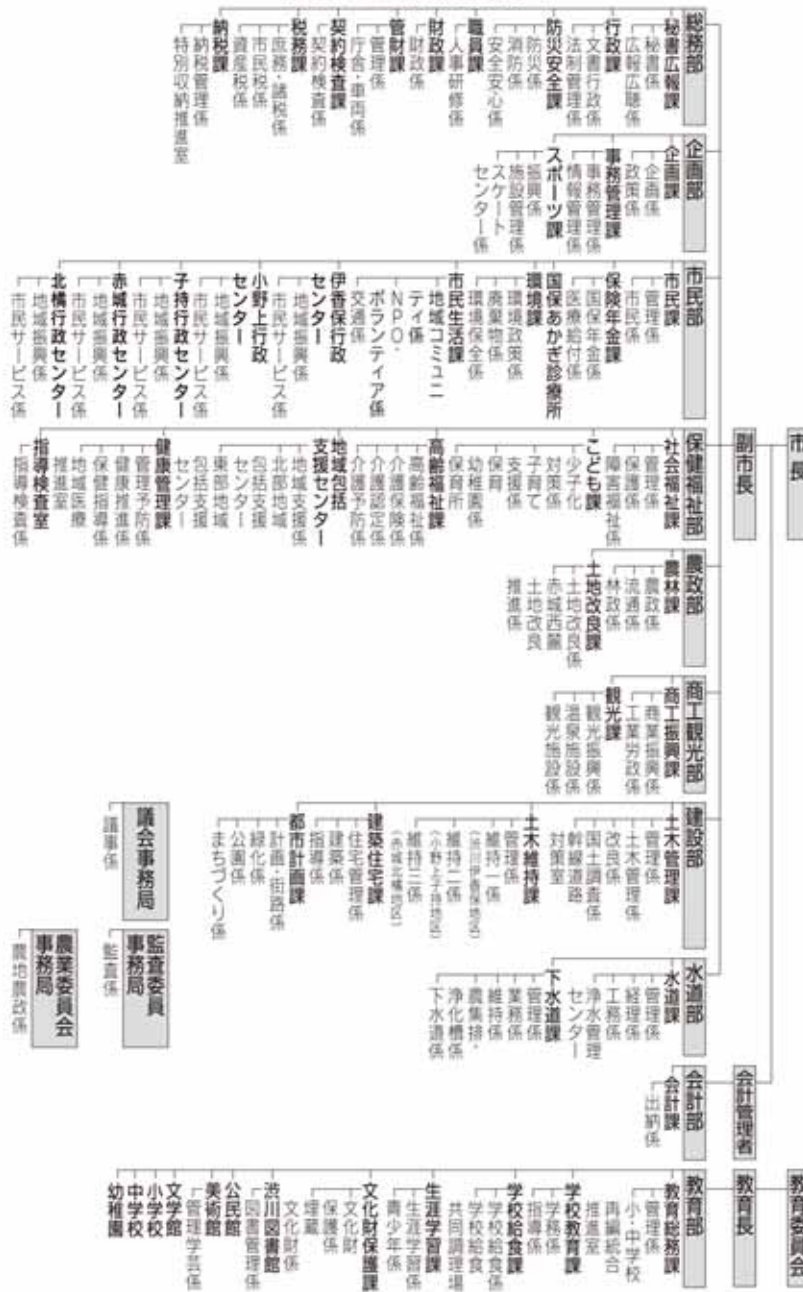 市長
教育委員会
副市長
会計管理者
教育長
総務部
秘書広報課
秘書係
広報広聴係
行政課
文書行政係
法制管理係
防災安全課
防災係
消防係
安全安心係
職員課
人事研修係
財政課
財政係
管財課
管理係
庁舎・車両係
契約検査課
契約検査係
税務課
庶務・諸税係
市民税係
資産税係
納税課
納税管理係
特別収納推進室
企画部
企画課
企画係
政策係
事務管理課
事務管理係
情報管理係
スポーツ課
振興係
施設管理係
スケート
センター係
市民部
市民課
管理係
市民係
保険年金課
国保年金係
医療給付係
国保あかぎ診療所
環境課
環境政策係
廃棄物係
環境保全係
市民生活課
地域コミュニ
ティ係
NPO・
ボランティア係
交通係
伊香保行政
センター
地域振興係
市民サービス係
小野上行政
センター
地域振興係
市民サービス係
子持行政センター
地域振興係
市民サービス係
赤城行政センター
地域振興係
市民サービス係
北橘行政センター
地域振興係
市民サービス係
保健福祉部
社会福祉課
管理係
保護係
障害福祉係
こども課
少子化
対策係
子育て
支援係
保育
幼稚園係
保育所
高齢福祉課
高齢福祉係
介護保険係
介護認定係
介護予防係
地域包括
支援センター
地域支援係
北部地域
包括支援
センター
東部地域
包括支援
センター
健康管理課
管理予防係
健康推進係
保健指導係
地域医療
推進室
指導検査室
指導検査係
農政部
農林課
農政係
流通係
林政係
土地改良課
土地改良係
赤城西麓
土地改良
推進係
商工観光部
商工振興課
商業振興係
工業労政係
観光課
観光振興係
温泉施設係
観光施設係
建設部
土木管理課
管理係
土木管理係
改良係
国土調査係
幹線道路
対策室
土木維持課
管理係
維持一係
(渋川伊香保地区)
維持二係
(小野上子持地区)
維持三係
(赤城北橘地区)
建築住宅課
住宅管理係
建築係
指導係
都市計画課
計画・街路係
緑化係
公園係
まちづくり係
水道部
水道課
管理係
経理係
工務係
浄水管理
センター
下水道課
管理係
業務係
維持係
農集排・
浄化槽係
下水道係
会計部
会計課
出納係
教育部
教育総務課
管理係
小・中学校
再編統合
推進室
学校教育課
学務係
指導係
学校給食課
学校給食係
学校給食
共同調理場
生涯学習課
生涯学習係
青少年係
文化財保護課
文化財
保護係
埋蔵
文化財係
渋川図書館
図書管理係
公民館
美術館
管理学芸係
文学館
小学校
中学校
幼稚園
議会事務局
議事係
監査委員
事務局
監査係
農業委員会
事務局
農地農政係